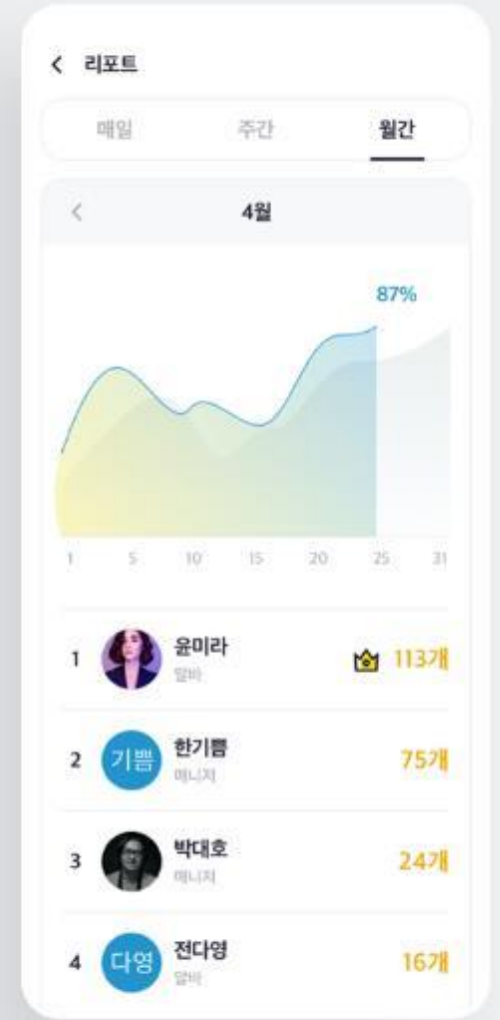 리포트
매일 주간 월간
4월
87%
1 5 10 15 20 25 31
1 윤미라 113개
알바
2 기쁨 한기쁨 75개
매니저
3 박대호 24개
매니저
4 다영 전다영 16개
알바